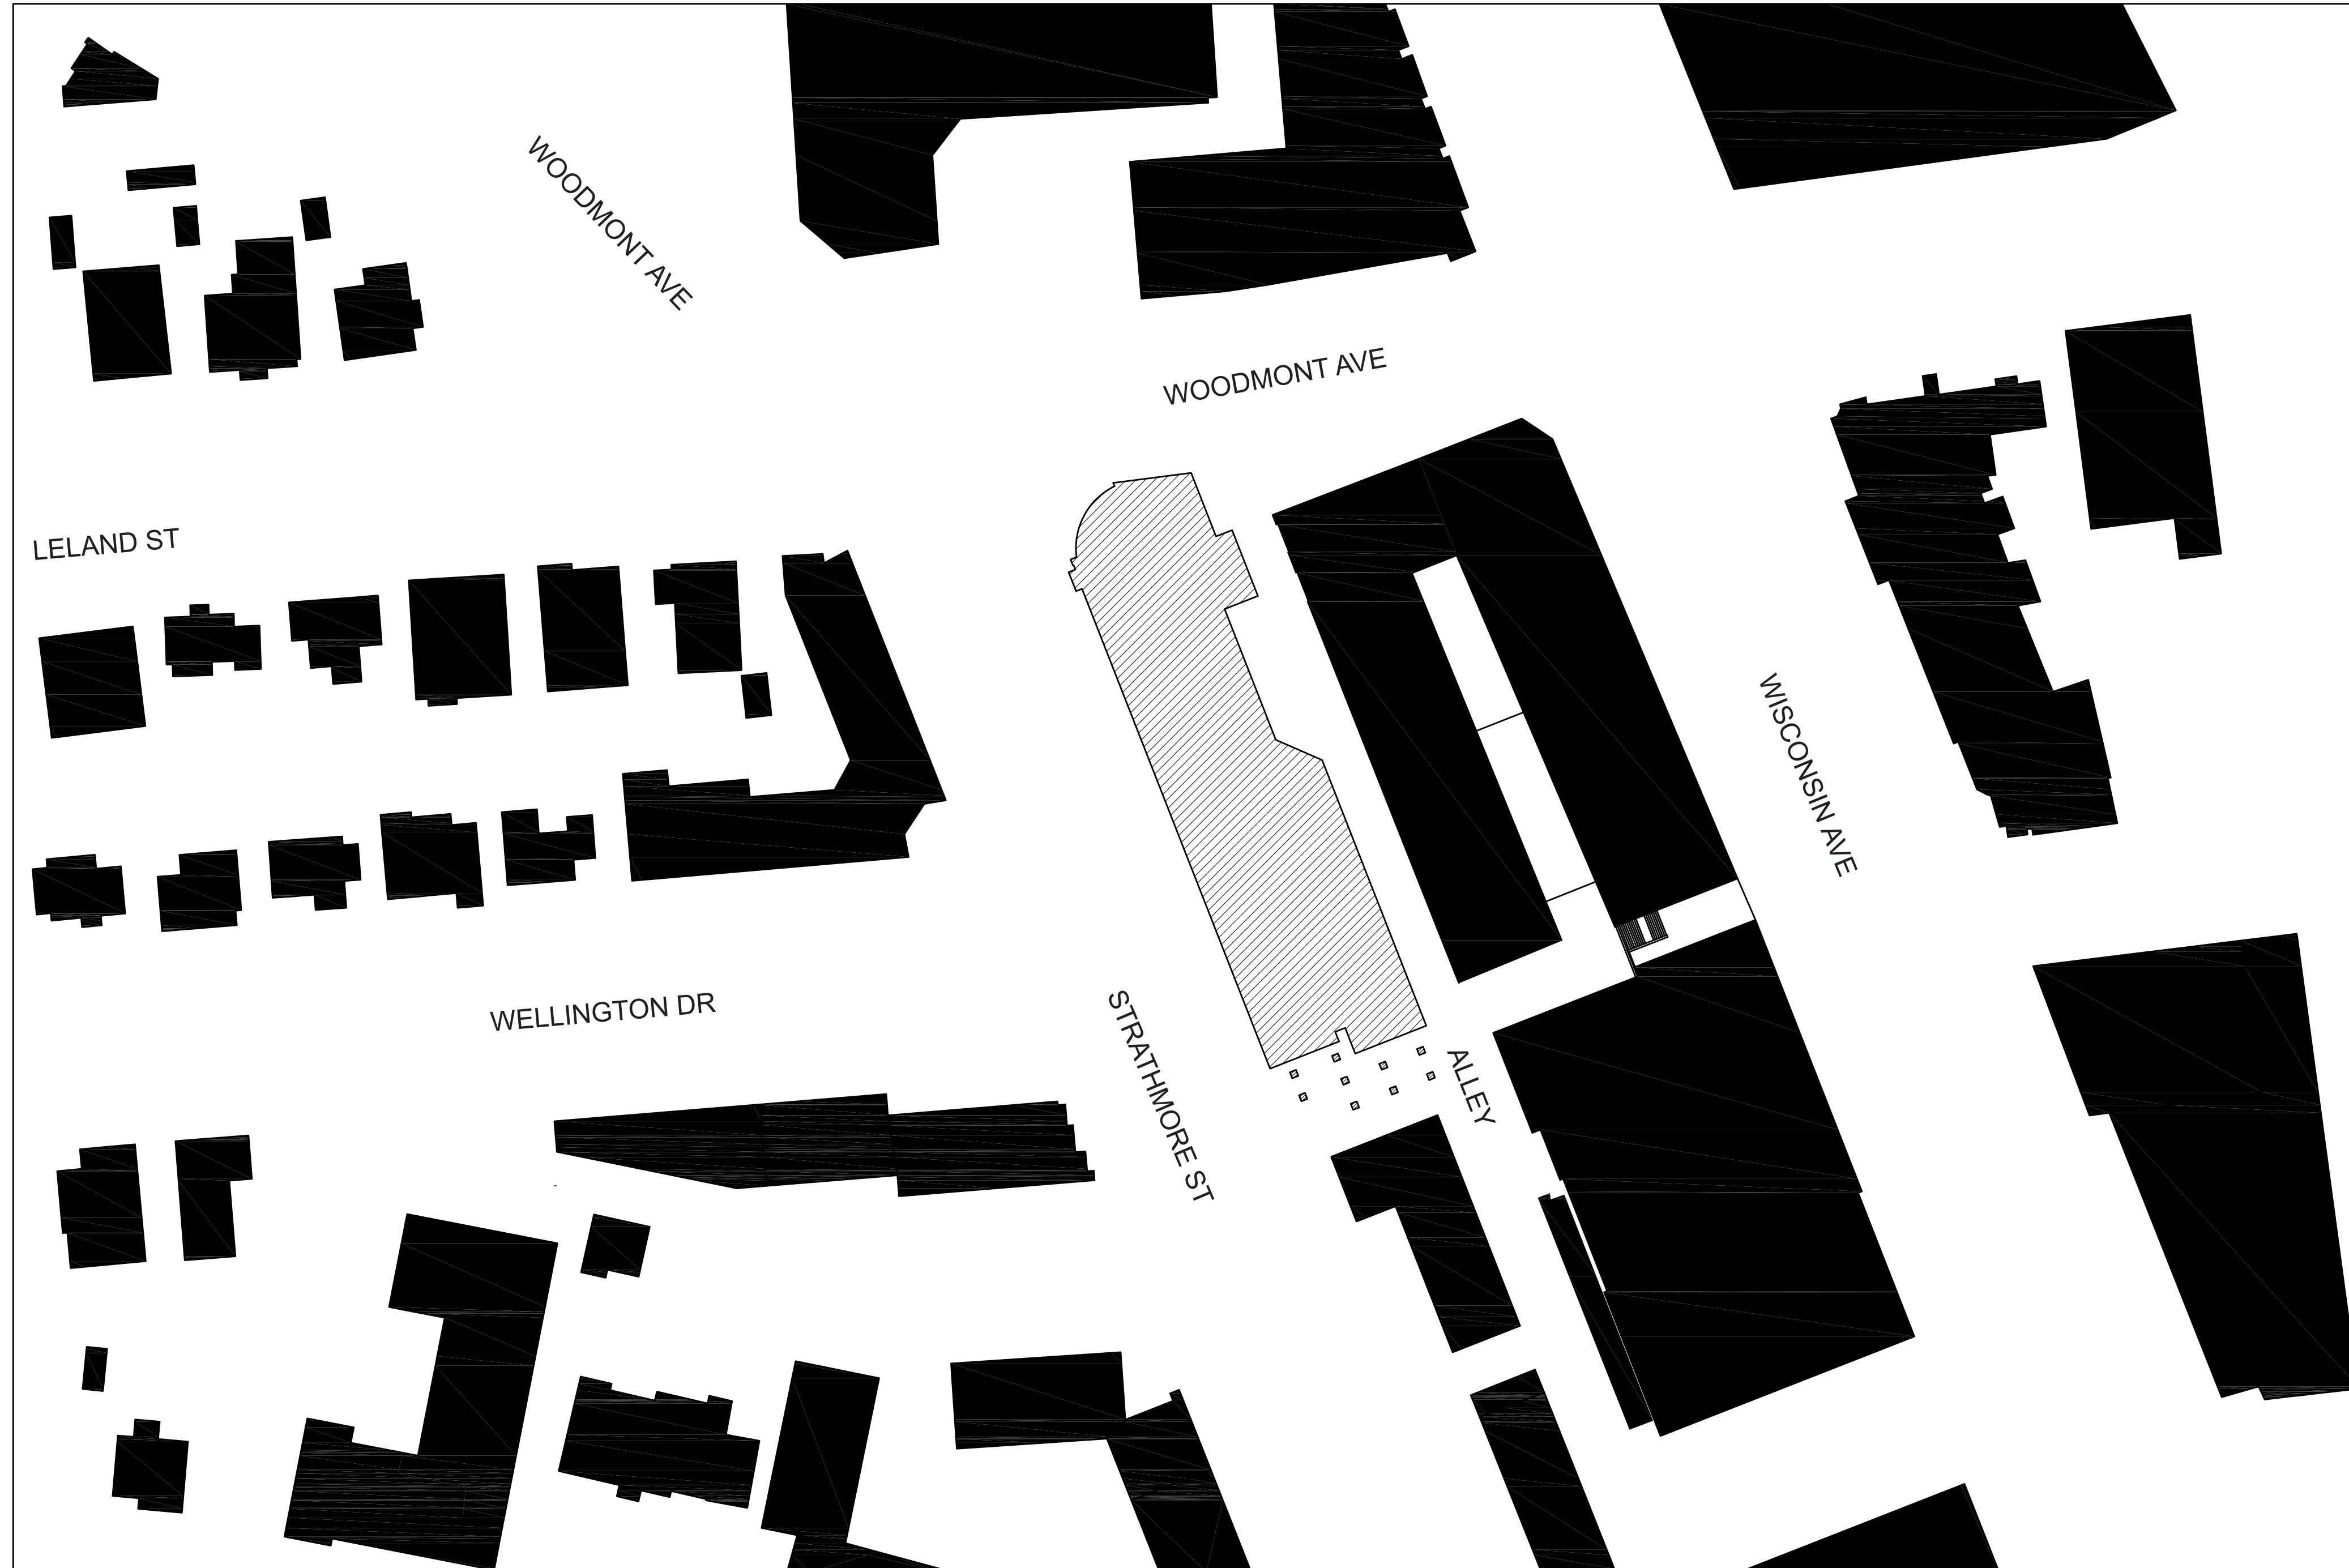 WOODMONT AVE
WOODMONT AVE
LELAND ST
WISCONSIN AVE
WELLINGTON DR
STRATHMORE ST
ALLEY